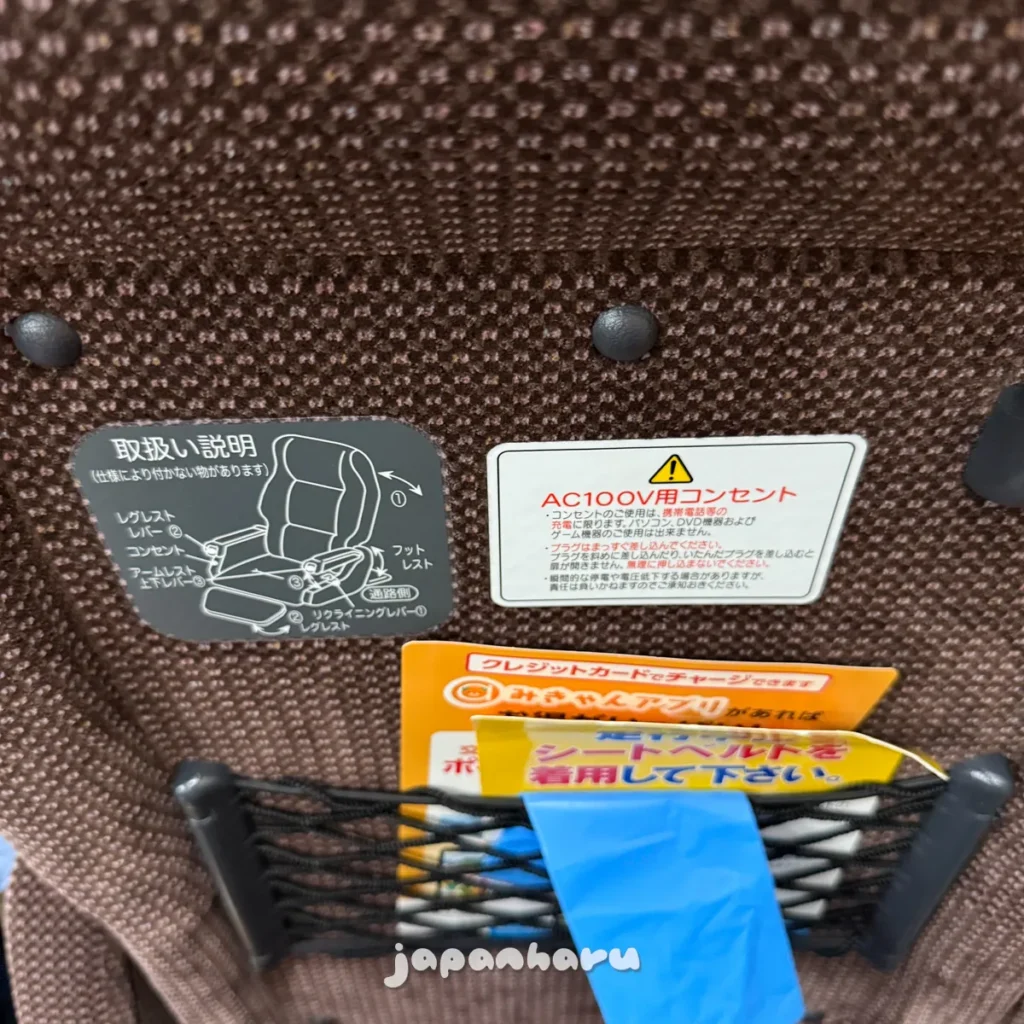 取扱い説明
(仕様により付かない物があります)
①
レグレスト
レバー②
コンセント
アームレスト
上下レバー③
フット
レスト
③
通路側
リクライニングレバー①
②
レグレスト
AC100V用コンセント
・コンセントのご使用は、携帯電話等の
充電に限ります。パソコン、DVD機器および
ゲーム機器のご使用は出来ません。
・プラグはまっすぐ差し込んでください。
プラグを斜めに差し込んだり、いたんだプラグを差し込むと
扉が開きません。無理に押し込まないでください。
・瞬間的な停電や電圧低下する場合がありますが、
責任は負いかねますのでご承知おきください。
クレジットカードでチャージできます
みきゃんアプリがあれば
シートベルトを
着用して下さい。
japanharu